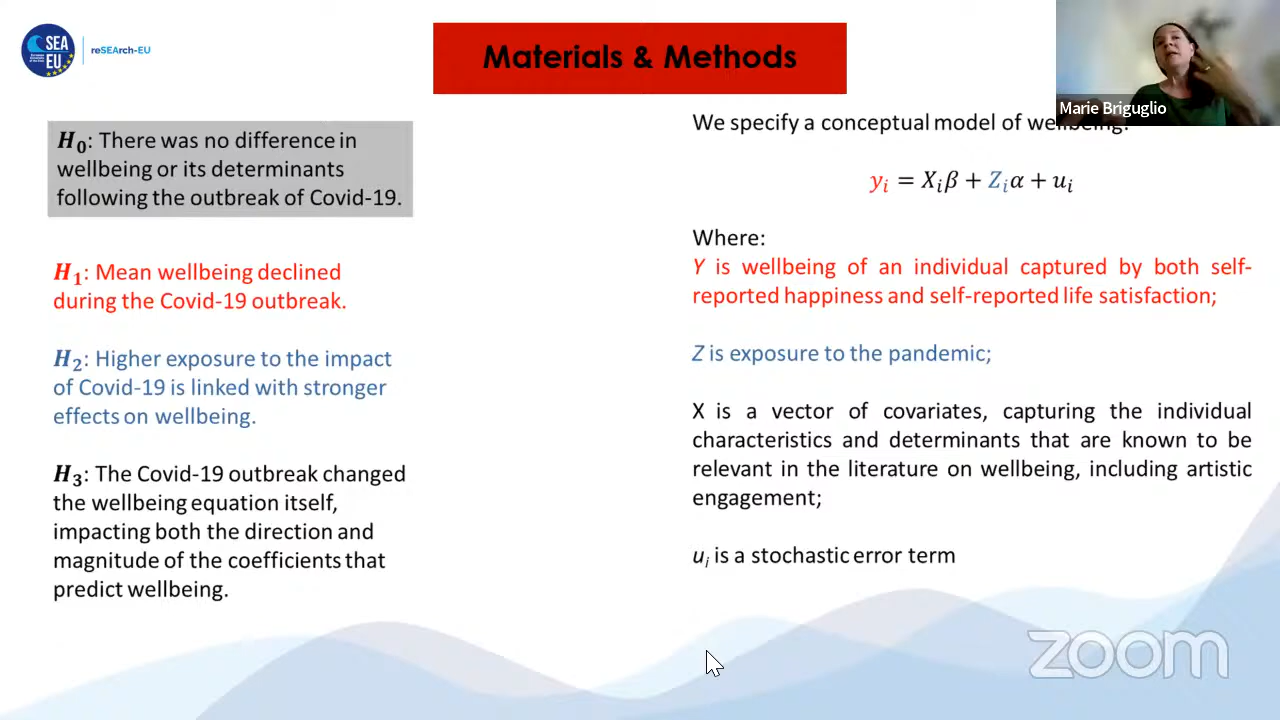 SEA
EU
reSEArch-EU
Materials & Methods
Marie Briguglio
H0: There was no difference in
wellbeing or its determinants
following the outbreak of Covid-19.
H1: Mean wellbeing declined
during the Covid-19 outbreak.
H2: Higher exposure to the impact
of Covid-19 is linked with stronger
effects on wellbeing.
H3: The Covid-19 outbreak changed
the wellbeing equation itself,
impacting both the direction and
magnitude of the coefficients that
predict wellbeing.
We specify a conceptual model of wellbeing:
yᵢ = Xᵢβ + Zᵢα + uᵢ
Where:
Y is wellbeing of an individual captured by both self-
reported happiness and self-reported life satisfaction;
Z is exposure to the pandemic;
X is a vector of covariates, capturing the individual
characteristics and determinants that are known to be
relevant in the literature on wellbeing, including artistic
engagement;
uᵢ is a stochastic error term
zoom